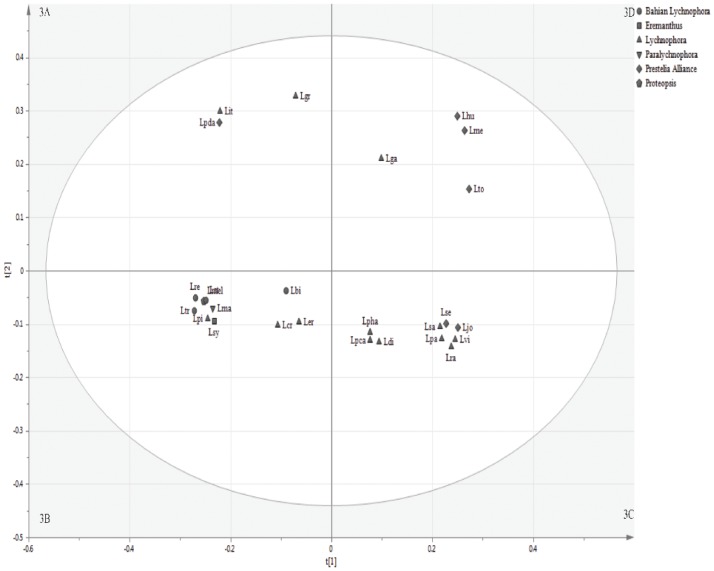 3A
3D
Bahian Lychnophora
Eremanthus
Lychnophora
Paralychnophora
Prestelia Alliance
Proteopsis
0.5
0.4
0.3
0.2
0.1
0
-0.1
-0.2
-0.3
-0.4
-0.5
t[2]
Lit
Lpda
Lgr
Lhu
Lme
Lga
Lto
Lre
Ltr
Lma
Lpi
Lsy
Lbi
Lcr
Ler
Lpha
Lpca
Ldi
Lse
Lsa
Ljo
Lpa
Lvi
Lra
3B
3C
-0.6
-0.4
-0.2
0
0.2
0.4
t[1]